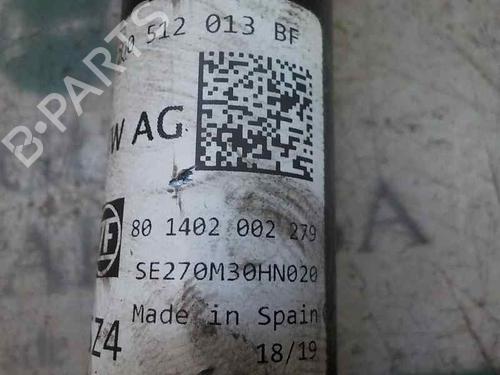 512 013 BF
W AG
80 1402 002 279
SE270M30HN020
Made in Spain
Z4
18/19
B-PARTS